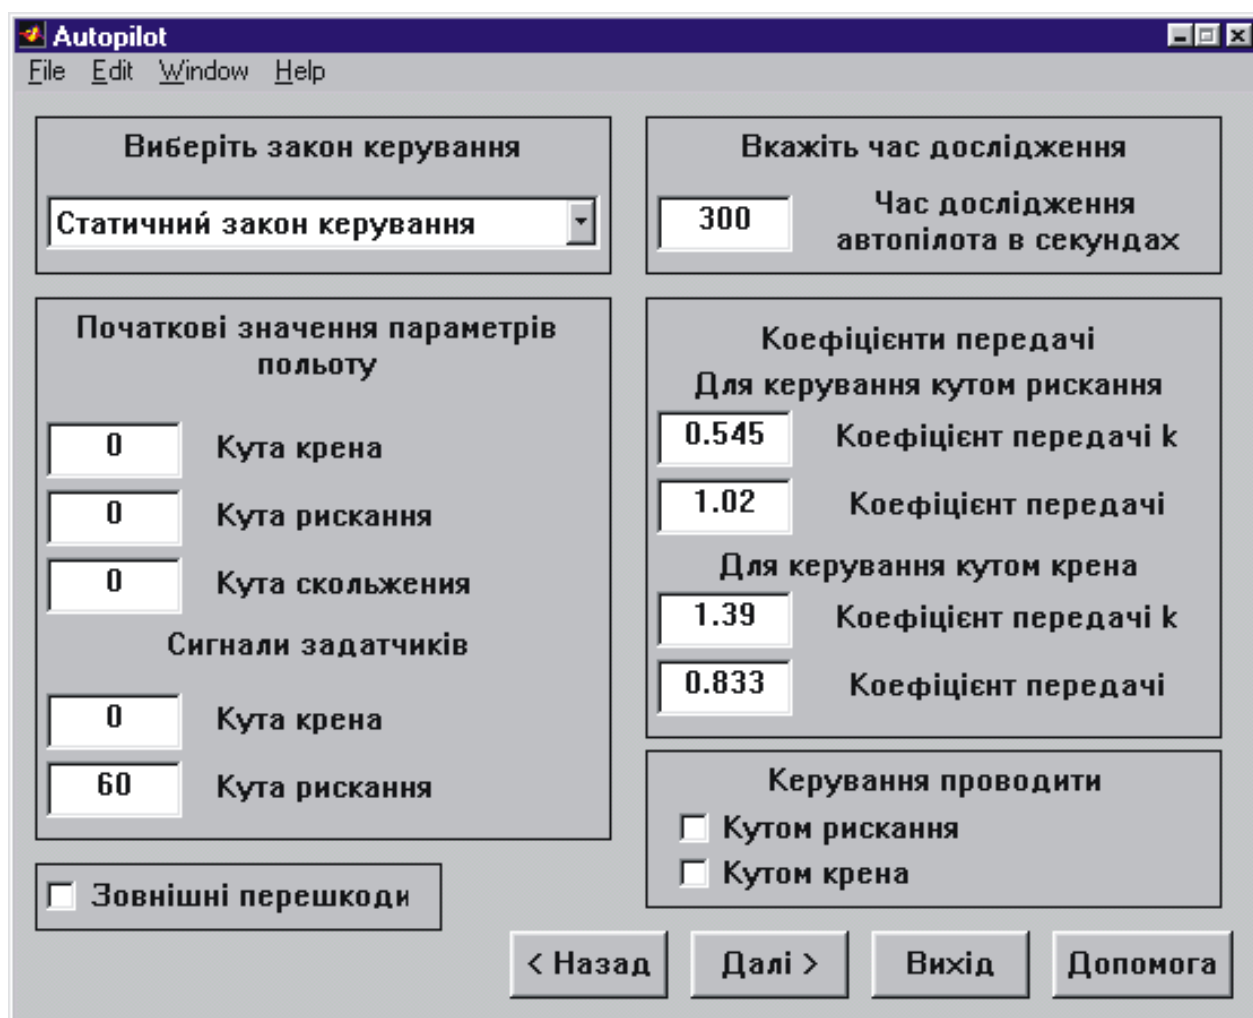 Autopilot
File Edit Window Help
Виберіть закон керування
Статичний закон керування
Вкажіть час дослідження
300
Час дослідження
автопілота в секундах
Початкові значення параметрів
польоту
0 Кута крена
0 Кута рискання
0 Кута скольжения
Сигнали задатчиків
0 Кута крена
60 Кута рискання
Коефіцієнти передачі
Для керування кутом рискання
0.545 Коефіцієнт передачі k
1.02 Коефіцієнт передачі
Для керування кутом крена
1.39 Коефіцієнт передачі k
0.833 Коефіцієнт передачі
Керування проводити
Кутом рискання
Кутом крена
Зовнішні перешкоди
< Назад Далі > Вихід Допомога